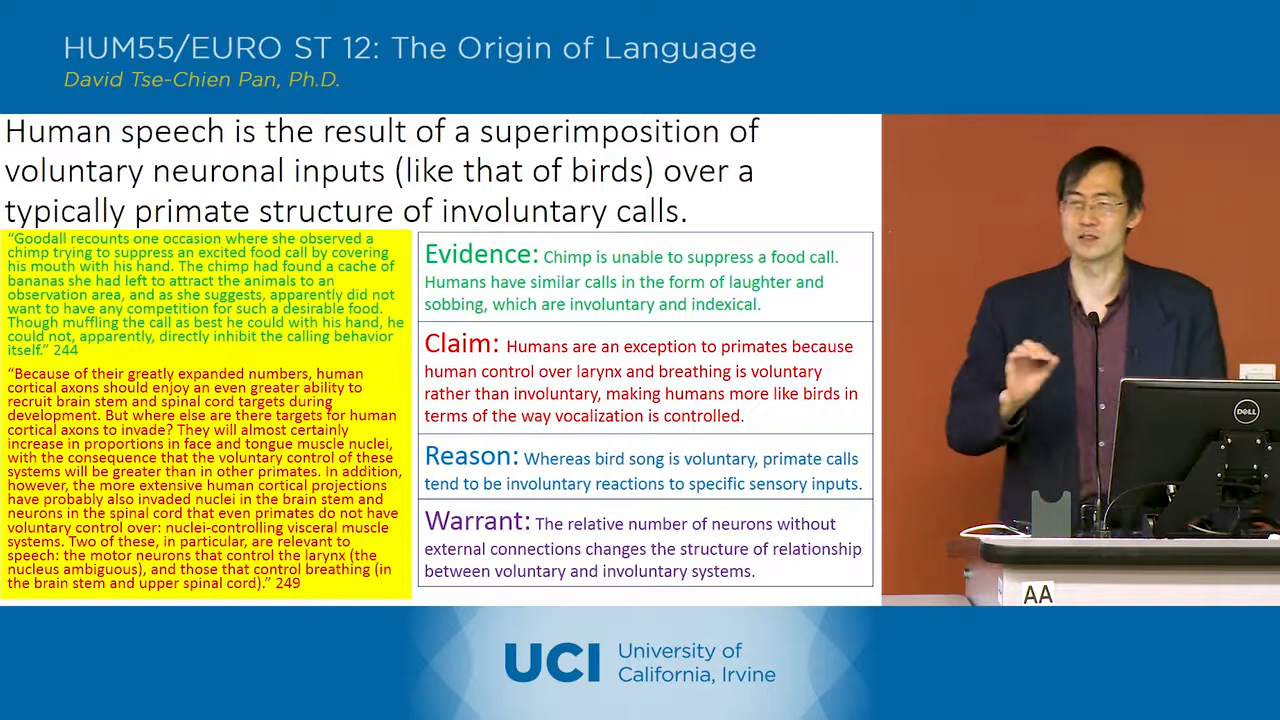 HUM55/EURO ST 12: The Origin of Language
David Tse-Chien Pan, Ph.D.
Human speech is the result of a superimposition of
voluntary neuronal inputs (like that of birds) over a
typically primate structure of involuntary calls.
“Goodall recounts one occasion where she observed a
chimp trying to suppress an excited food call by covering
his mouth with his hand. The chimp had found a cache of
bananas she had left to attract the animals to an
observation area, and as she suggests, apparently did not
want to have any competition for such a desirable food.
Though muffling the call as best he could with his hand, he
could not, apparently, directly inhibit the calling behavior
itself.” 244
“Because of their greatly expanded numbers, human
cortical axons should enjoy an even greater ability to
recruit brain stem and spinal cord targets during
development. But where else are there targets for human
cortical axons to invade? They will almost certainly
increase in proportions in face and tongue muscle nuclei,
with the consequence that the voluntary control of these
systems will be greater than in other primates. In addition,
however, the more extensive human cortical projections
have probably also invaded nuclei in the brain stem and
neurons in the spinal cord that even primates do not have
voluntary control over: nuclei-controlling visceral muscle
systems. Two of these, in particular, are relevant to
speech: the motor neurons that control the larynx (the
nucleus ambiguous), and those that control breathing (in
the brain stem and upper spinal cord).” 249
Evidence: Chimp is unable to suppress a food call.
Humans have similar calls in the form of laughter and
sobbing, which are involuntary and indexical.
Claim: Humans are an exception to primates because
human control over larynx and breathing is voluntary
rather than involuntary, making humans more like birds in
terms of the way vocalization is controlled.
Reason: Whereas bird song is voluntary, primate calls
tend to be involuntary reactions to specific sensory inputs.
Warrant: The relative number of neurons without
external connections changes the structure of relationship
between voluntary and involuntary systems.
DELL
AA
UCI University of
California, Irvine